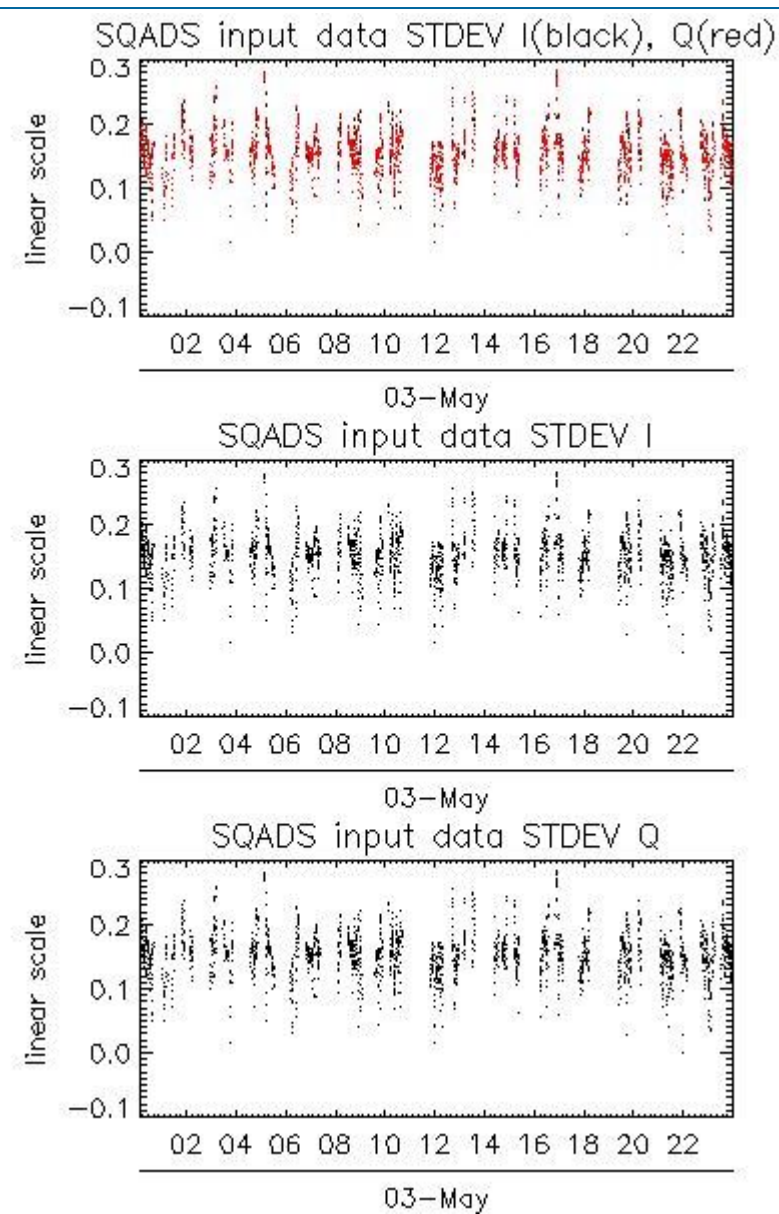 SQADS input data STDEV I(black), Q(red)
0.3
0.2
0.1
0.0
−0.1
linear scale
02 04 06 08 10 12 14 16 18 20 22
03−May
SQADS input data STDEV I
0.3
0.2
0.1
0.0
−0.1
linear scale
02 04 06 08 10 12 14 16 18 20 22
03−May
SQADS input data STDEV Q
0.3
0.2
0.1
0.0
−0.1
linear scale
02 04 06 08 10 12 14 16 18 20 22
03−May